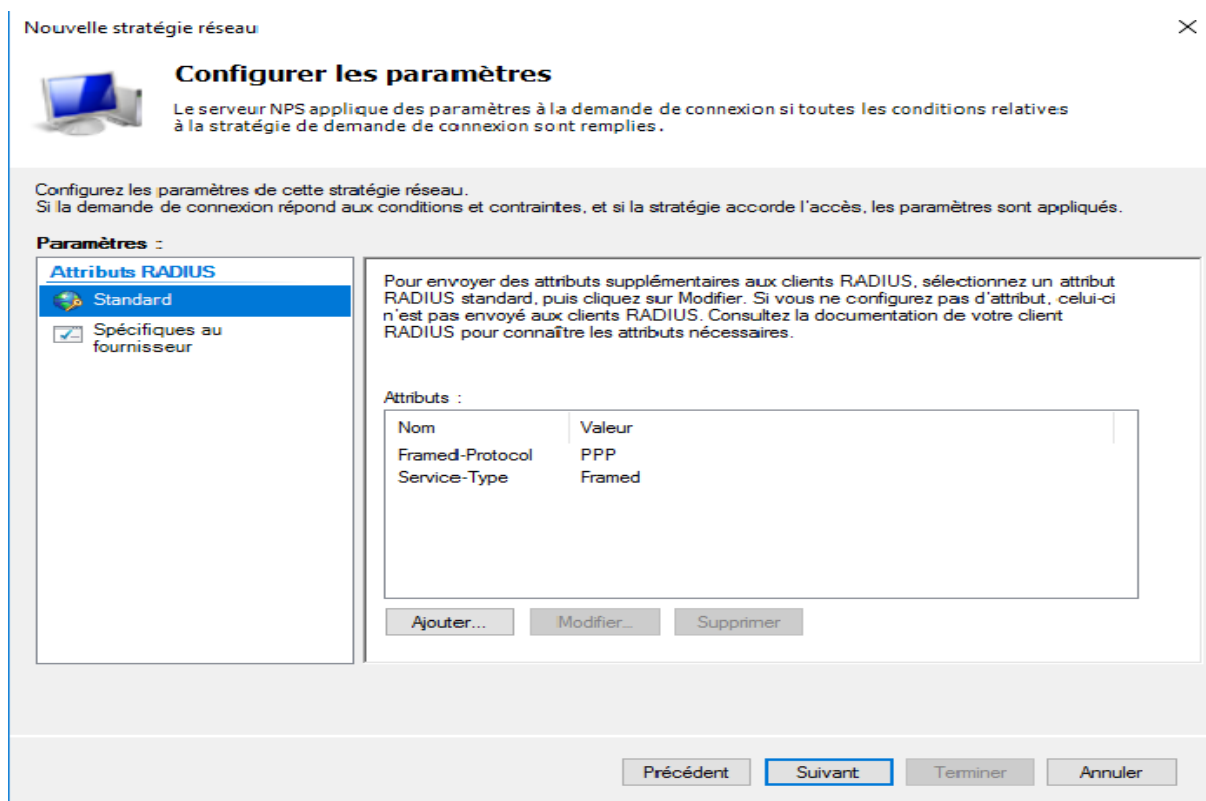 Nouvelle stratégie réseau
Configurer les paramètres
Le serveur NPS applique des paramètres à la demande de connexion si toutes les conditions relatives
à la stratégie de demande de connexion sont remplies.
Configurez les paramètres de cette stratégie réseau.
Si la demande de connexion répond aux conditions et contraintes, et si la stratégie accorde l'accès, les paramètres sont appliqués.
Paramètres :
Attributs RADIUS
Standard
Spécifiques au
fournisseur
Pour envoyer des attributs supplémentaires aux clients RADIUS, sélectionnez un attribut
RADIUS standard, puis cliquez sur Modifier. Si vous ne configurez pas d'attribut, celui-ci
n'est pas envoyé aux clients RADIUS. Consultez la documentation de votre client
RADIUS pour connaître les attributs nécessaires.
Attributs :
Nom Valeur
Framed-Protocol PPP
Service-Type Framed
Ajouter... Modifier... Supprimer
Précédent Suivant Terminer Annuler